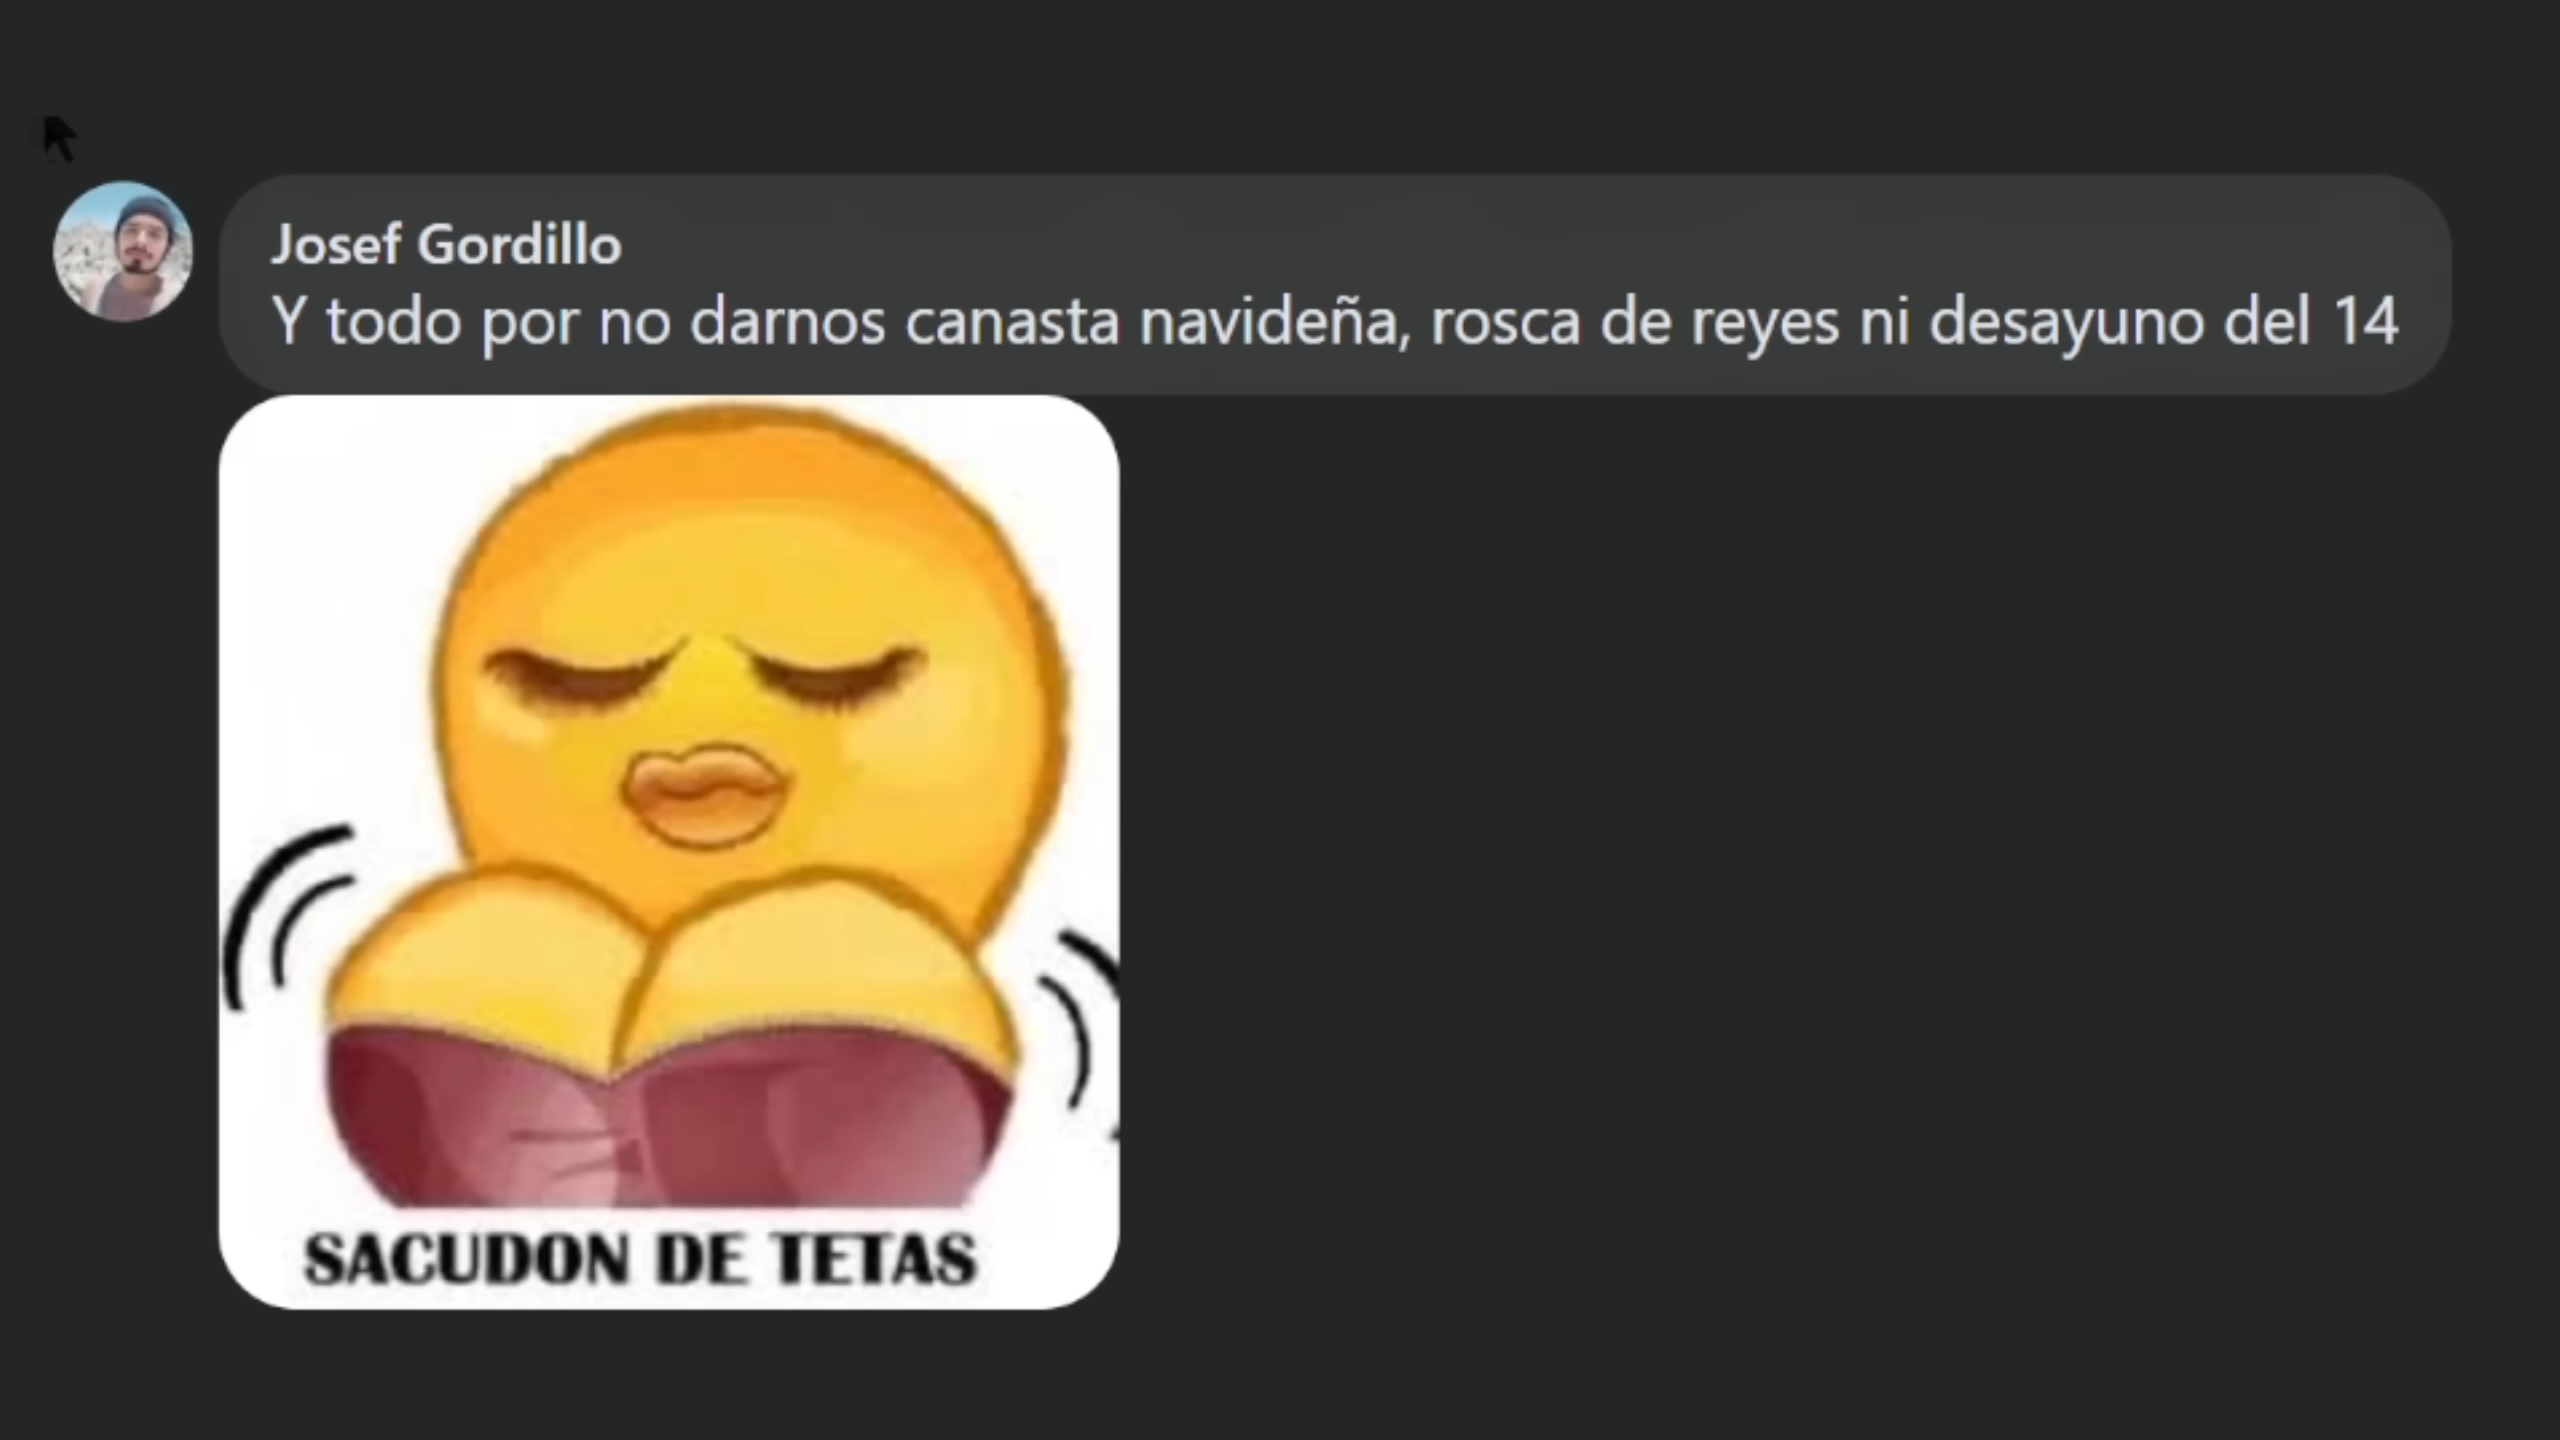 Josef Gordillo
Y todo por no darnos canasta navideña, rosca de reyes ni desayuno del 14
SACUDON DE TETAS